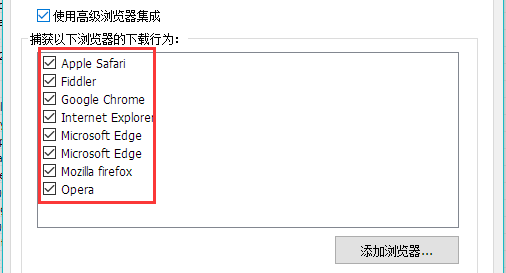 使用高级浏览器集成
捕获以下浏览器的下载行为:
Apple Safari
Fiddler
Google Chrome
Internet Explorer
Microsoft Edge
Microsoft Edge
Mozilla firefox
Opera
添加浏览器...